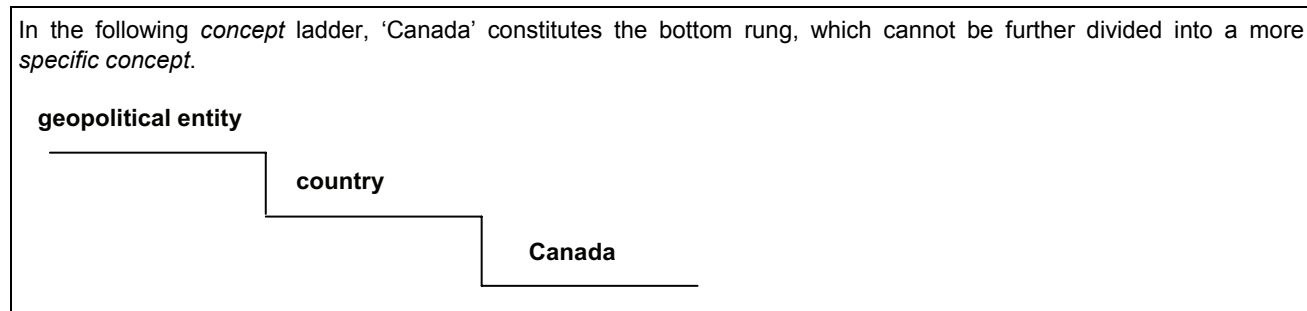 In the following concept ladder, ‘Canada’ constitutes the bottom rung, which cannot be further divided into a more
specific concept.
geopolitical entity
country
Canada